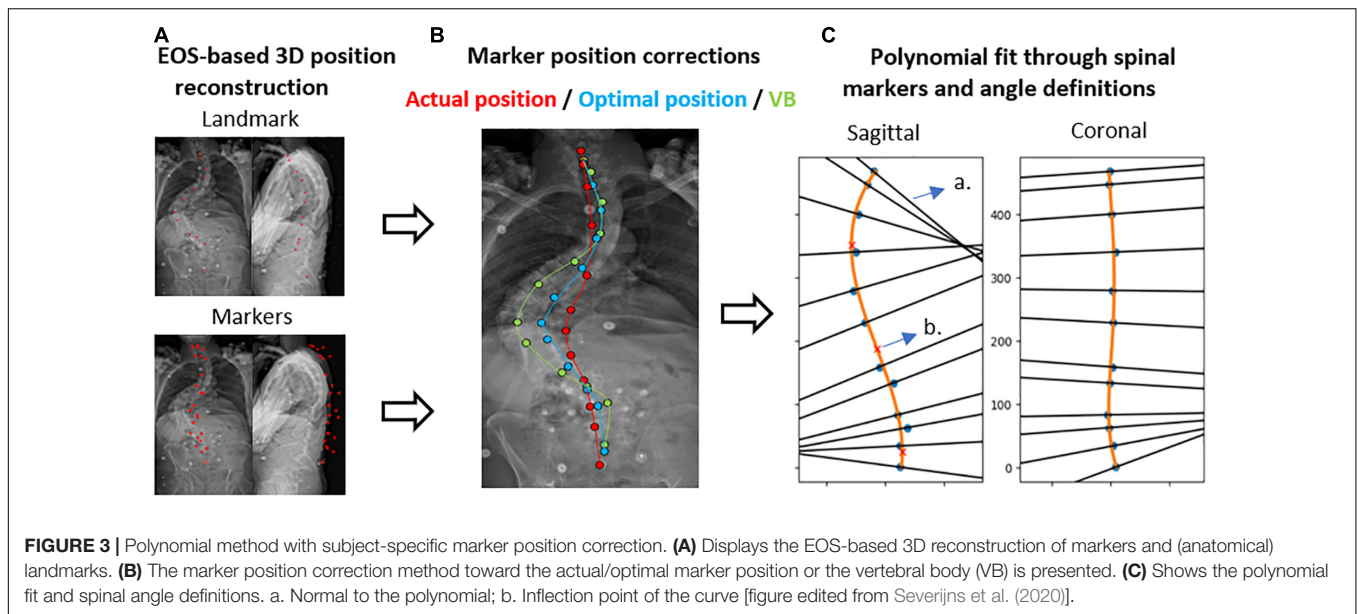 A
EOS-based 3D position
reconstruction
Landmark
Markers
B
Marker position corrections
Actual position / Optimal position / VB
C
Polynomial fit through spinal
markers and angle definitions
Sagittal
Coronal
a.
b.
400
300
200
100
0
FIGURE 3 | Polynomial method with subject-specific marker position correction. (A) Displays the EOS-based 3D reconstruction of markers and (anatomical)
landmarks. (B) The marker position correction method toward the actual/optimal marker position or the vertebral body (VB) is presented. (C) Shows the polynomial
fit and spinal angle definitions. a. Normal to the polynomial; b. Inflection point of the curve [figure edited from Severijns et al. (2020)].